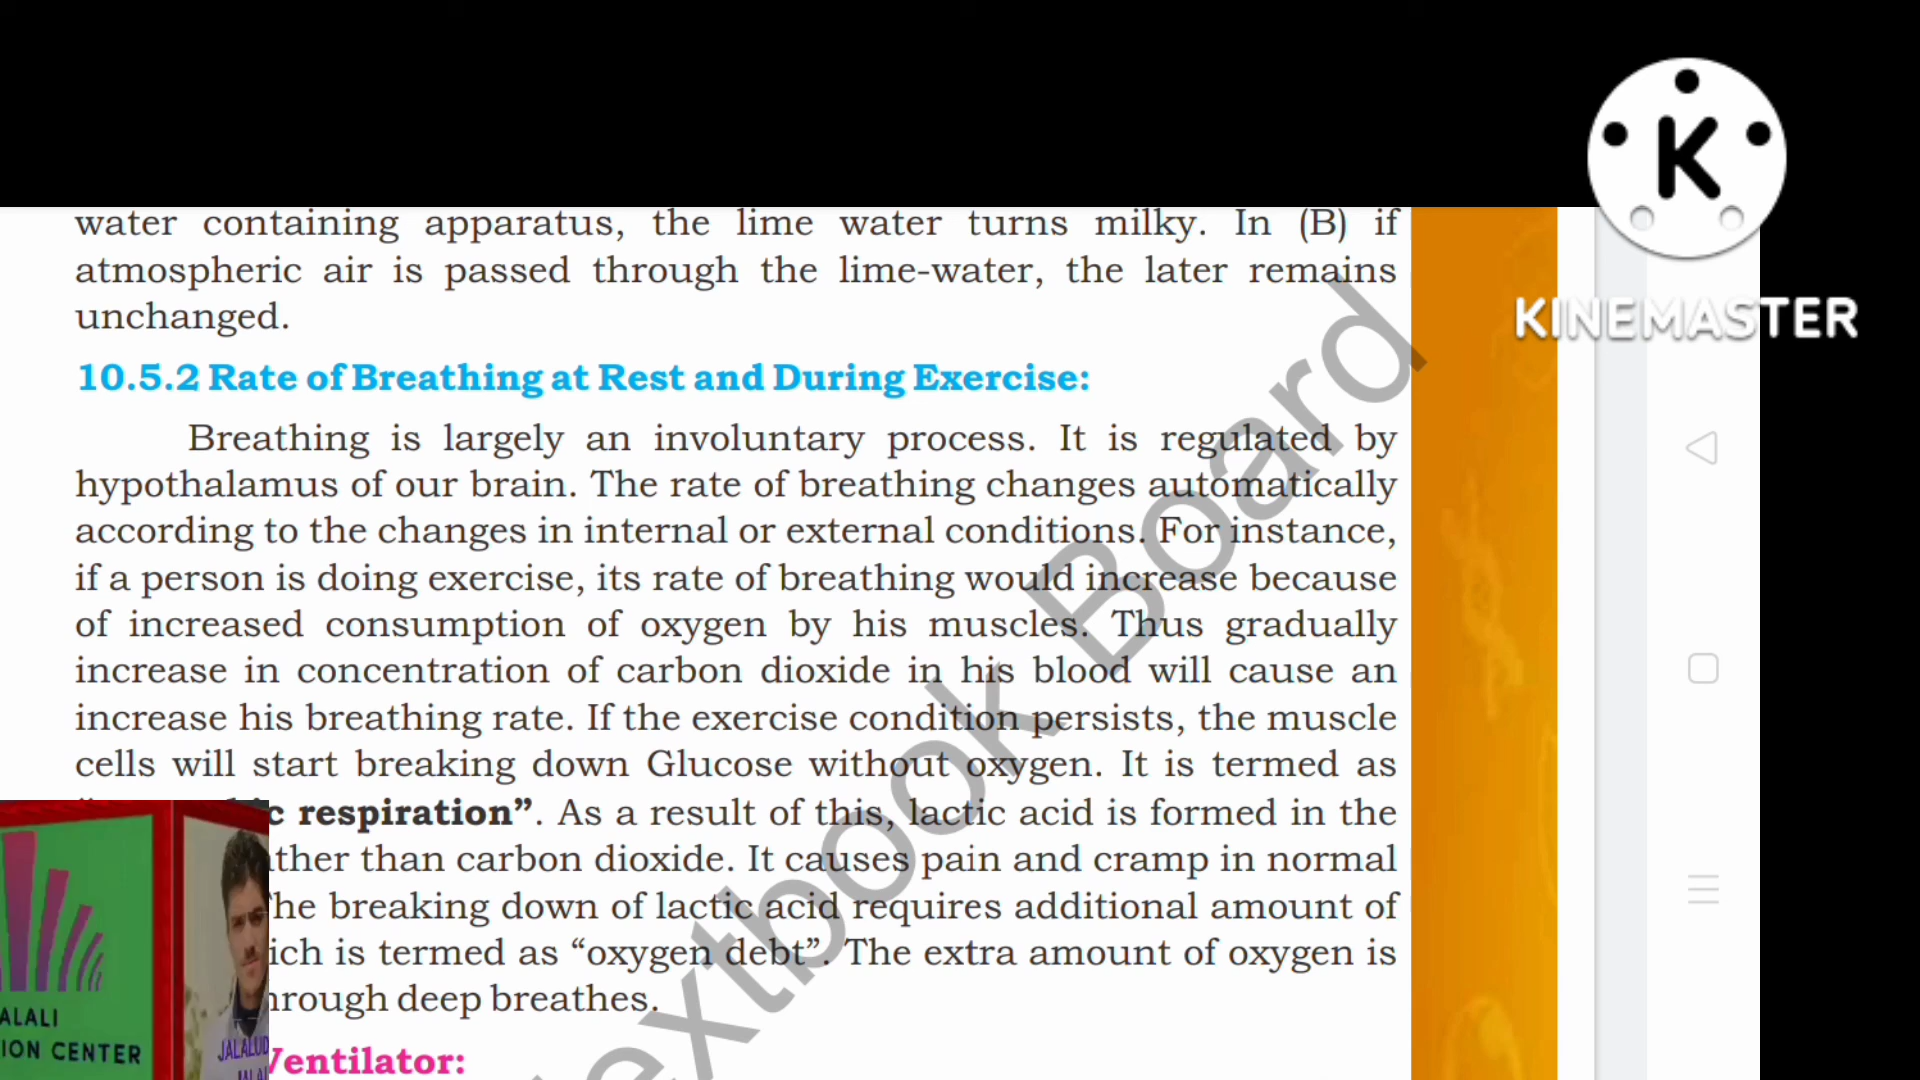 K
KINEMASTER
water containing apparatus, the lime water turns milky. In (B) if
atmospheric air is passed through the lime-water, the later remains
unchanged.
10.5.2 Rate of Breathing at Rest and During Exercise:
Breathing is largely an involuntary process. It is regulated by
hypothalamus of our brain. The rate of breathing changes automatically
according to the changes in internal or external conditions. For instance,
if a person is doing exercise, its rate of breathing would increase because
of increased consumption of oxygen by his muscles. Thus gradually
increase in concentration of carbon dioxide in his blood will cause an
increase his breathing rate. If the exercise condition persists, the muscle
cells will start breaking down Glucose without oxygen. It is termed as
c respiration”. As a result of this, lactic acid is formed in the
ther than carbon dioxide. It causes pain and cramp in normal
he breaking down of lactic acid requires additional amount of
ich is termed as “oxygen debt”. The extra amount of oxygen is
hrough deep breathes.
Ventilator:
Textbook Board
ALALI
ION CENTER
JALALUD
JALAL